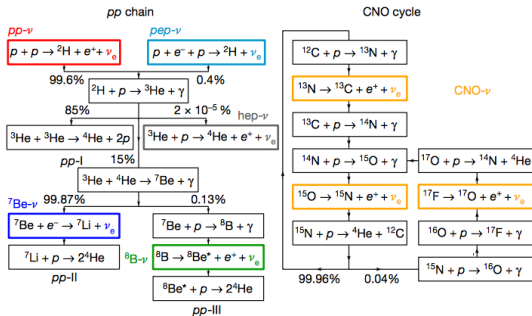 pp chain
pp-ν
pep-ν
p + p → ²H + e⁺ + νₑ
p + e⁻ + p → ²H + νₑ
99.6%
0.4%
²H + p → ³He + γ
85%
2 × 10⁻⁵ %
hep-ν
³He + ³He → ⁴He + 2p
³He + p → ⁴He + e⁺ + νₑ
pp-I
15%
³He + ⁴He → ⁷Be + γ
⁷Be-ν
99.87%
0.13%
⁷Be + e⁻ → ⁷Li + νₑ
⁷Be + p → ⁸B + γ
⁷Li + p → 2⁴He
⁸B-ν
⁸B → ⁸Be* + e⁺ + νₑ
pp-II
⁸Be* + p → 2⁴He
pp-III
CNO cycle
¹²C + p → ¹³N + γ
¹³N → ¹³C + e⁺ + νₑ
CNO-ν
¹³C + p → ¹⁴N + γ
¹⁴N + p → ¹⁵O + γ
¹⁷O + p → ¹⁴N + ⁴He
¹⁵O → ¹⁵N + e⁺ + νₑ
¹⁷F → ¹⁷O + e⁺ + νₑ
¹⁵N + p → ⁴He + ¹²C
¹⁶O + p → ¹⁷F + γ
99.96%
0.04%
¹⁵N + p → ¹⁶O + γ